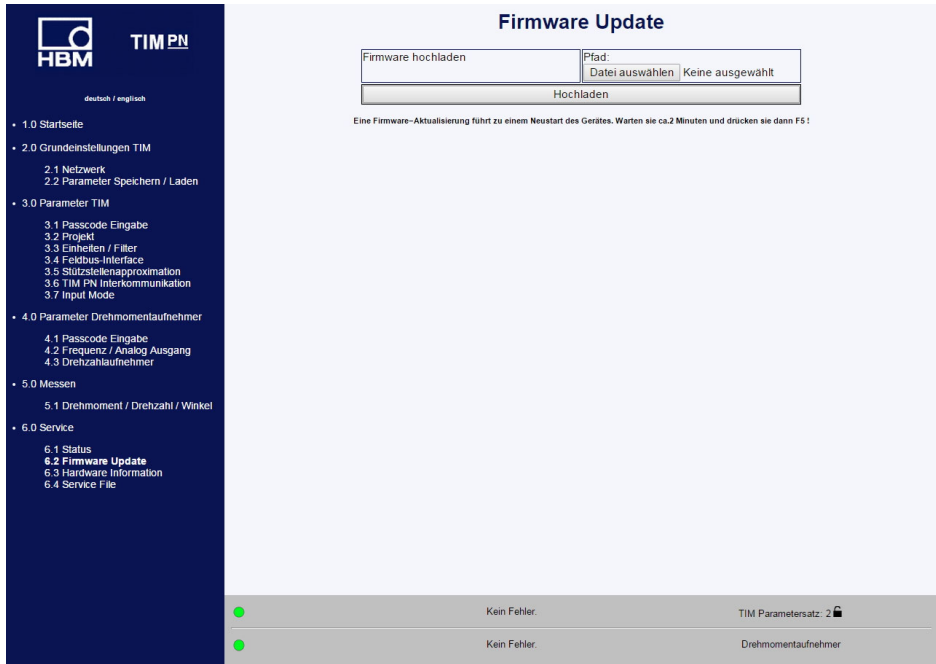 HBM
TIM PN
deutsch / englisch
• 1.0 Startseite
• 2.0 Grundeinstellungen TIM
2.1 Netzwerk
2.2 Parameter Speichern / Laden
• 3.0 Parameter TIM
3.1 Passcode Eingabe
3.2 Projekt
3.3 Einheiten / Filter
3.4 Feldbus-Interface
3.5 Stützstellenapproximation
3.6 TIM PN Interkommunikation
3.7 Input Mode
• 4.0 Parameter Drehmomentaufnehmer
4.1 Passcode Eingabe
4.2 Frequenz / Analog Ausgang
4.3 Drehzahlaufnehmer
• 5.0 Messen
5.1 Drehmoment / Drehzahl / Winkel
• 6.0 Service
6.1 Status
6.2 Firmware Update
6.3 Hardware Information
6.4 Service File
Firmware Update
Firmware hochladen
Pfad:
Datei auswählen Keine ausgewählt
Hochladen
Eine Firmware-Aktualisierung führt zu einem Neustart des Gerätes. Warten sie ca.2 Minuten und drücken sie dann F5 !
Kein Fehler. TIM Parametersatz: 2
Kein Fehler. Drehmomentaufnehmer